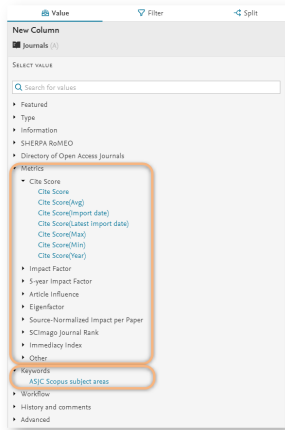 Value
Filter
Split
New Column
Journals (A)
SELECT VALUE
Search for values
Featured
Type
Information
SHERPA RoMEO
Directory of Open Access Journals
Metrics
Cite Score
Cite Score
Cite Score(Avg)
Cite Score(Import date)
Cite Score(Latest import date)
Cite Score(Max)
Cite Score(Min)
Cite Score(Year)
Impact Factor
5-year Impact Factor
Article Influence
Eigenfactor
Source-Normalized Impact per Paper
SCImago Journal Rank
Immediacy Index
Other
Keywords
ASJC Scopus subject areas
Workflow
History and comments
Advanced